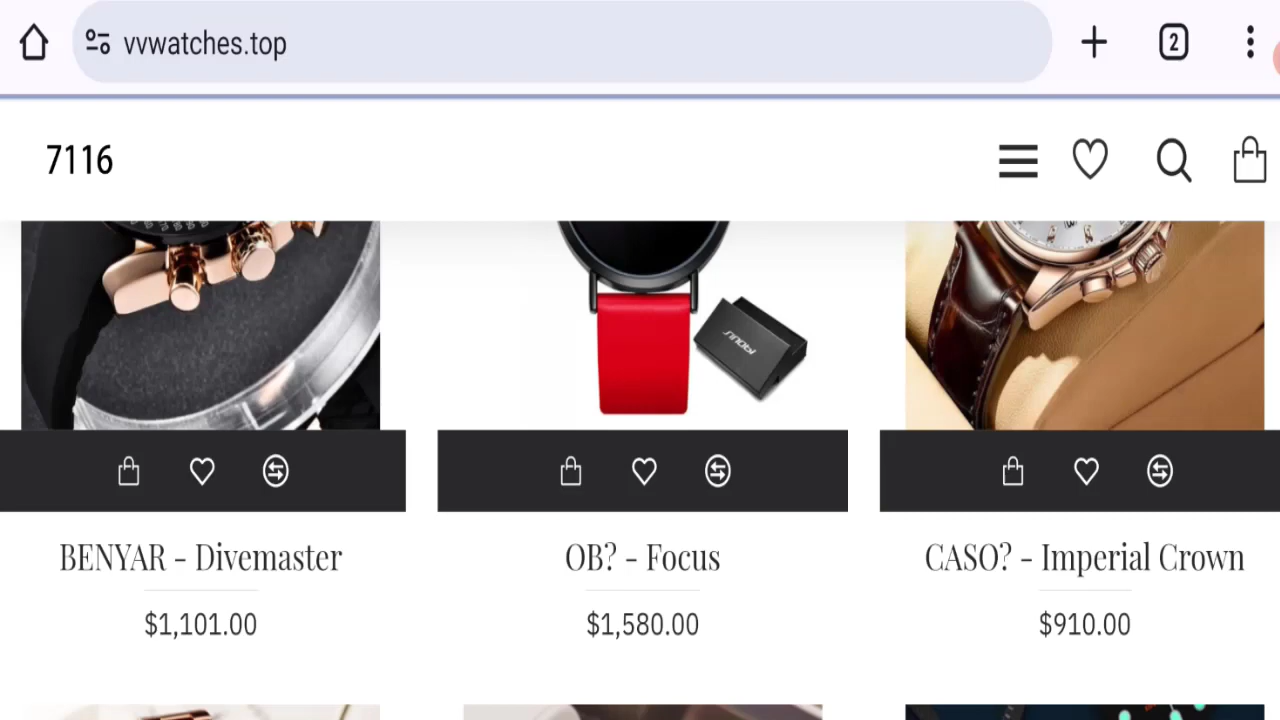 vvwatches.top
2
7116
SINOBI
BENYAR - Divemaster
OB? - Focus
CASO? - Imperial Crown
$1,101.00
$1,580.00
$910.00